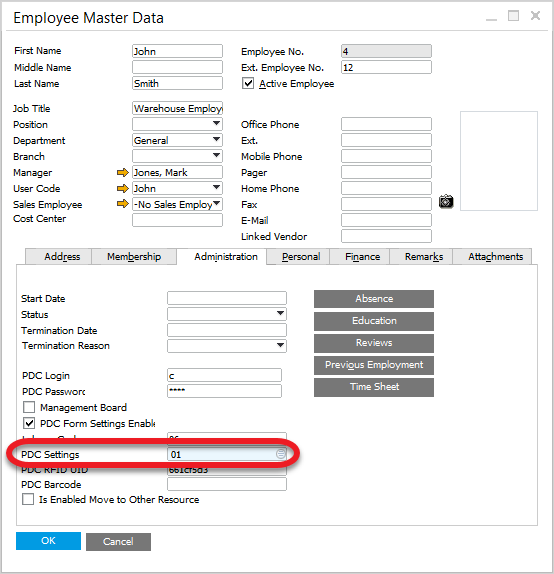 Employee Master Data
First Name John Employee No. 4
Middle Name Ext. Employee No. 12
Last Name Smith Active Employee
Job Title Warehouse Employ
Position Office Phone
Department General Ext.
Branch Mobile Phone
Manager Jones, Mark Pager
User Code John Home Phone
Sales Employee -No Sales Employ Fax
Cost Center E-Mail
Linked Vendor
Address Membership Administration Personal Finance Remarks Attachments
Start Date Absence
Status Education
Termination Date Reviews
Termination Reason Previous Employment
Time Sheet
PDC Login c
PDC Password ****
Management Board
PDC Form Settings Enable
PDC Settings 01
PDC RFID UID 661cf5d3
PDC Barcode
Is Enabled Move to Other Resource
OK Cancel